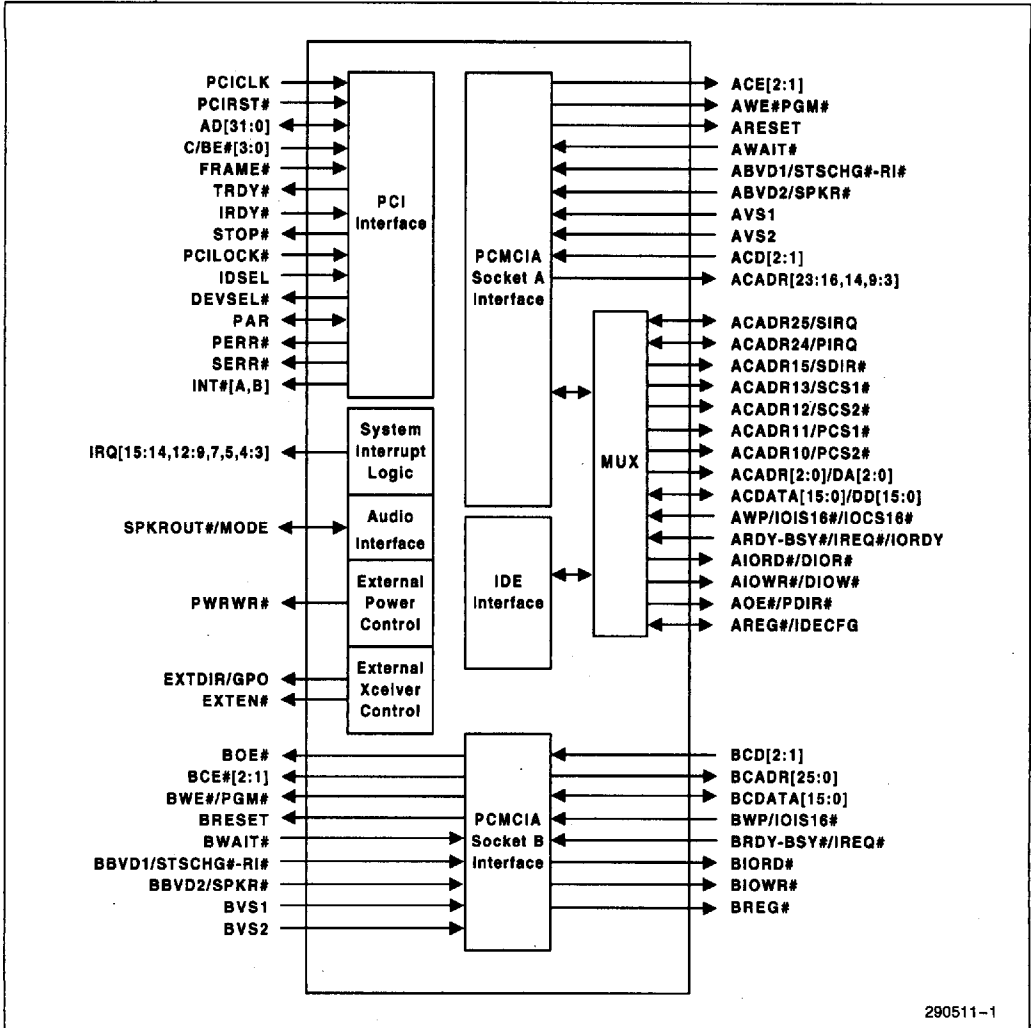 PCICLK
PCIRST#
AD[31:0]
C/BE#[3:0]
FRAME#
TRDY#
IRDY#
STOP#
PCILOCK#
IDSEL
DEVSEL#
PAR
PERR#
SERR#
INT#[A,B]
IRQ[15:14,12:9,7,5,4:3]
SPKROUT#/MODE
PWRWR#
EXTDIR/GPO
EXTEN#
PCI
Interface
System
Interrupt
Logic
Audio
Interface
External
Power
Control
External
Xceiver
Control
PCMCIA
Socket A
Interface
IDE
Interface
MUX
ACE[2:1]
AWE#PGM#
ARESET
AWAIT#
ABVD1/STSCHG#-RI#
ABVD2/SPKR#
AVS1
AVS2
ACD[2:1]
ACADR[23:16,14,9:3]
ACADR25/SIRQ
ACADR24/PIRQ
ACADR15/SDIR#
ACADR13/SCS1#
ACADR12/SCS2#
ACADR11/PCS1#
ACADR10/PCS2#
ACADR[2:0]/DA[2:0]
ACDATA[15:0]/DD[15:0]
AWP/IOIS16#/IOCS16#
ARDY-BSY#/IREQ#/IORDY
AIORD#/DIOR#
AIOWR#/DIOW#
AOE#/PDIR#
AREG#/IDECFG
BOE#
BCE#[2:1]
BWE#/PGM#
BRESET
BWAIT#
BBVD1/STSCHG#-RI#
BBVD2/SPKR#
BVS1
BVS2
PCMCIA
Socket B
Interface
BCD[2:1]
BCADR[25:0]
BCDATA[15:0]
BWP/IOIS16#
BRDY-BSY#/IREQ#
BIORD#
BIOWR#
BREG#
290511-1